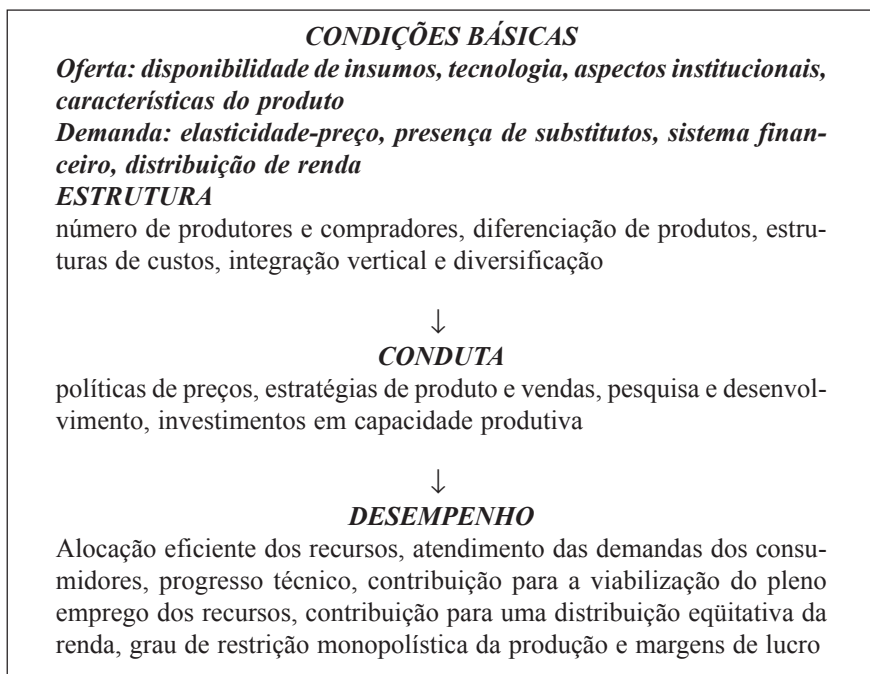 CONDIÇÕES BÁSICAS
Oferta: disponibilidade de insumos, tecnologia, aspectos institucionais,
características do produto
Demanda: elasticidade-preço, presença de substitutos, sistema finan-
ceiro, distribuição de renda
ESTRUTURA
número de produtores e compradores, diferenciação de produtos, estru-
turas de custos, integração vertical e diversificação
↓
CONDUTA
políticas de preços, estratégias de produto e vendas, pesquisa e desenvol-
vimento, investimentos em capacidade produtiva
↓
DESEMPENHO
Alocação eficiente dos recursos, atendimento das demandas dos consu-
midores, progresso técnico, contribuição para a viabilização do pleno
emprego dos recursos, contribuição para uma distribuição eqüitativa da
renda, grau de restrição monopolística da produção e margens de lucro